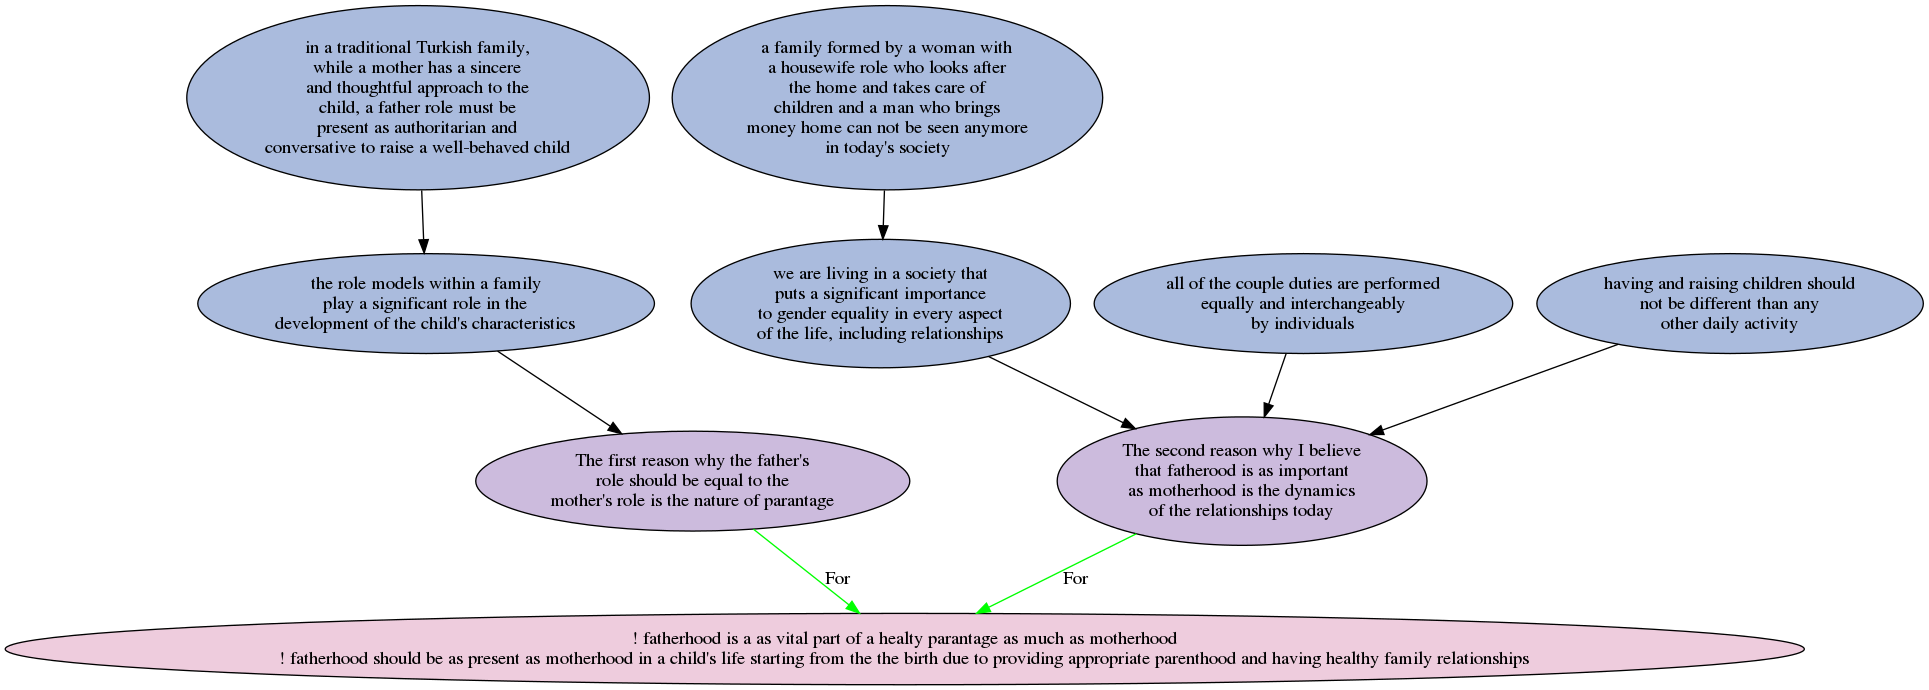 in a traditional Turkish family,
while a mother has a sincere
and thoughtful approach to the
child, a father role must be
present as authoritarian and
conversative to raise a well-behaved child
a family formed by a woman with
a housewife role who looks after
the home and takes care of
children and a man who brings
money home can not be seen anymore
in today's society
the role models within a family
play a significant role in the
development of the child's characteristics
we are living in a society that
puts a significant importance
to gender equality in every aspect
of the life, including relationships
all of the couple duties are performed
equally and interchangeably
by individuals
having and raising children should
not be different than any
other daily activity
The first reason why the father's
role should be equal to the
mother's role is the nature of parantage
The second reason why I believe
that fatherood is as important
as motherhood is the dynamics
of the relationships today
For
For
! fatherhood is a as vital part of a healty parantage as much as motherhood
! fatherhood should be as present as motherhood in a child's life starting from the the birth due to providing appropriate parenthood and having healthy family relationships